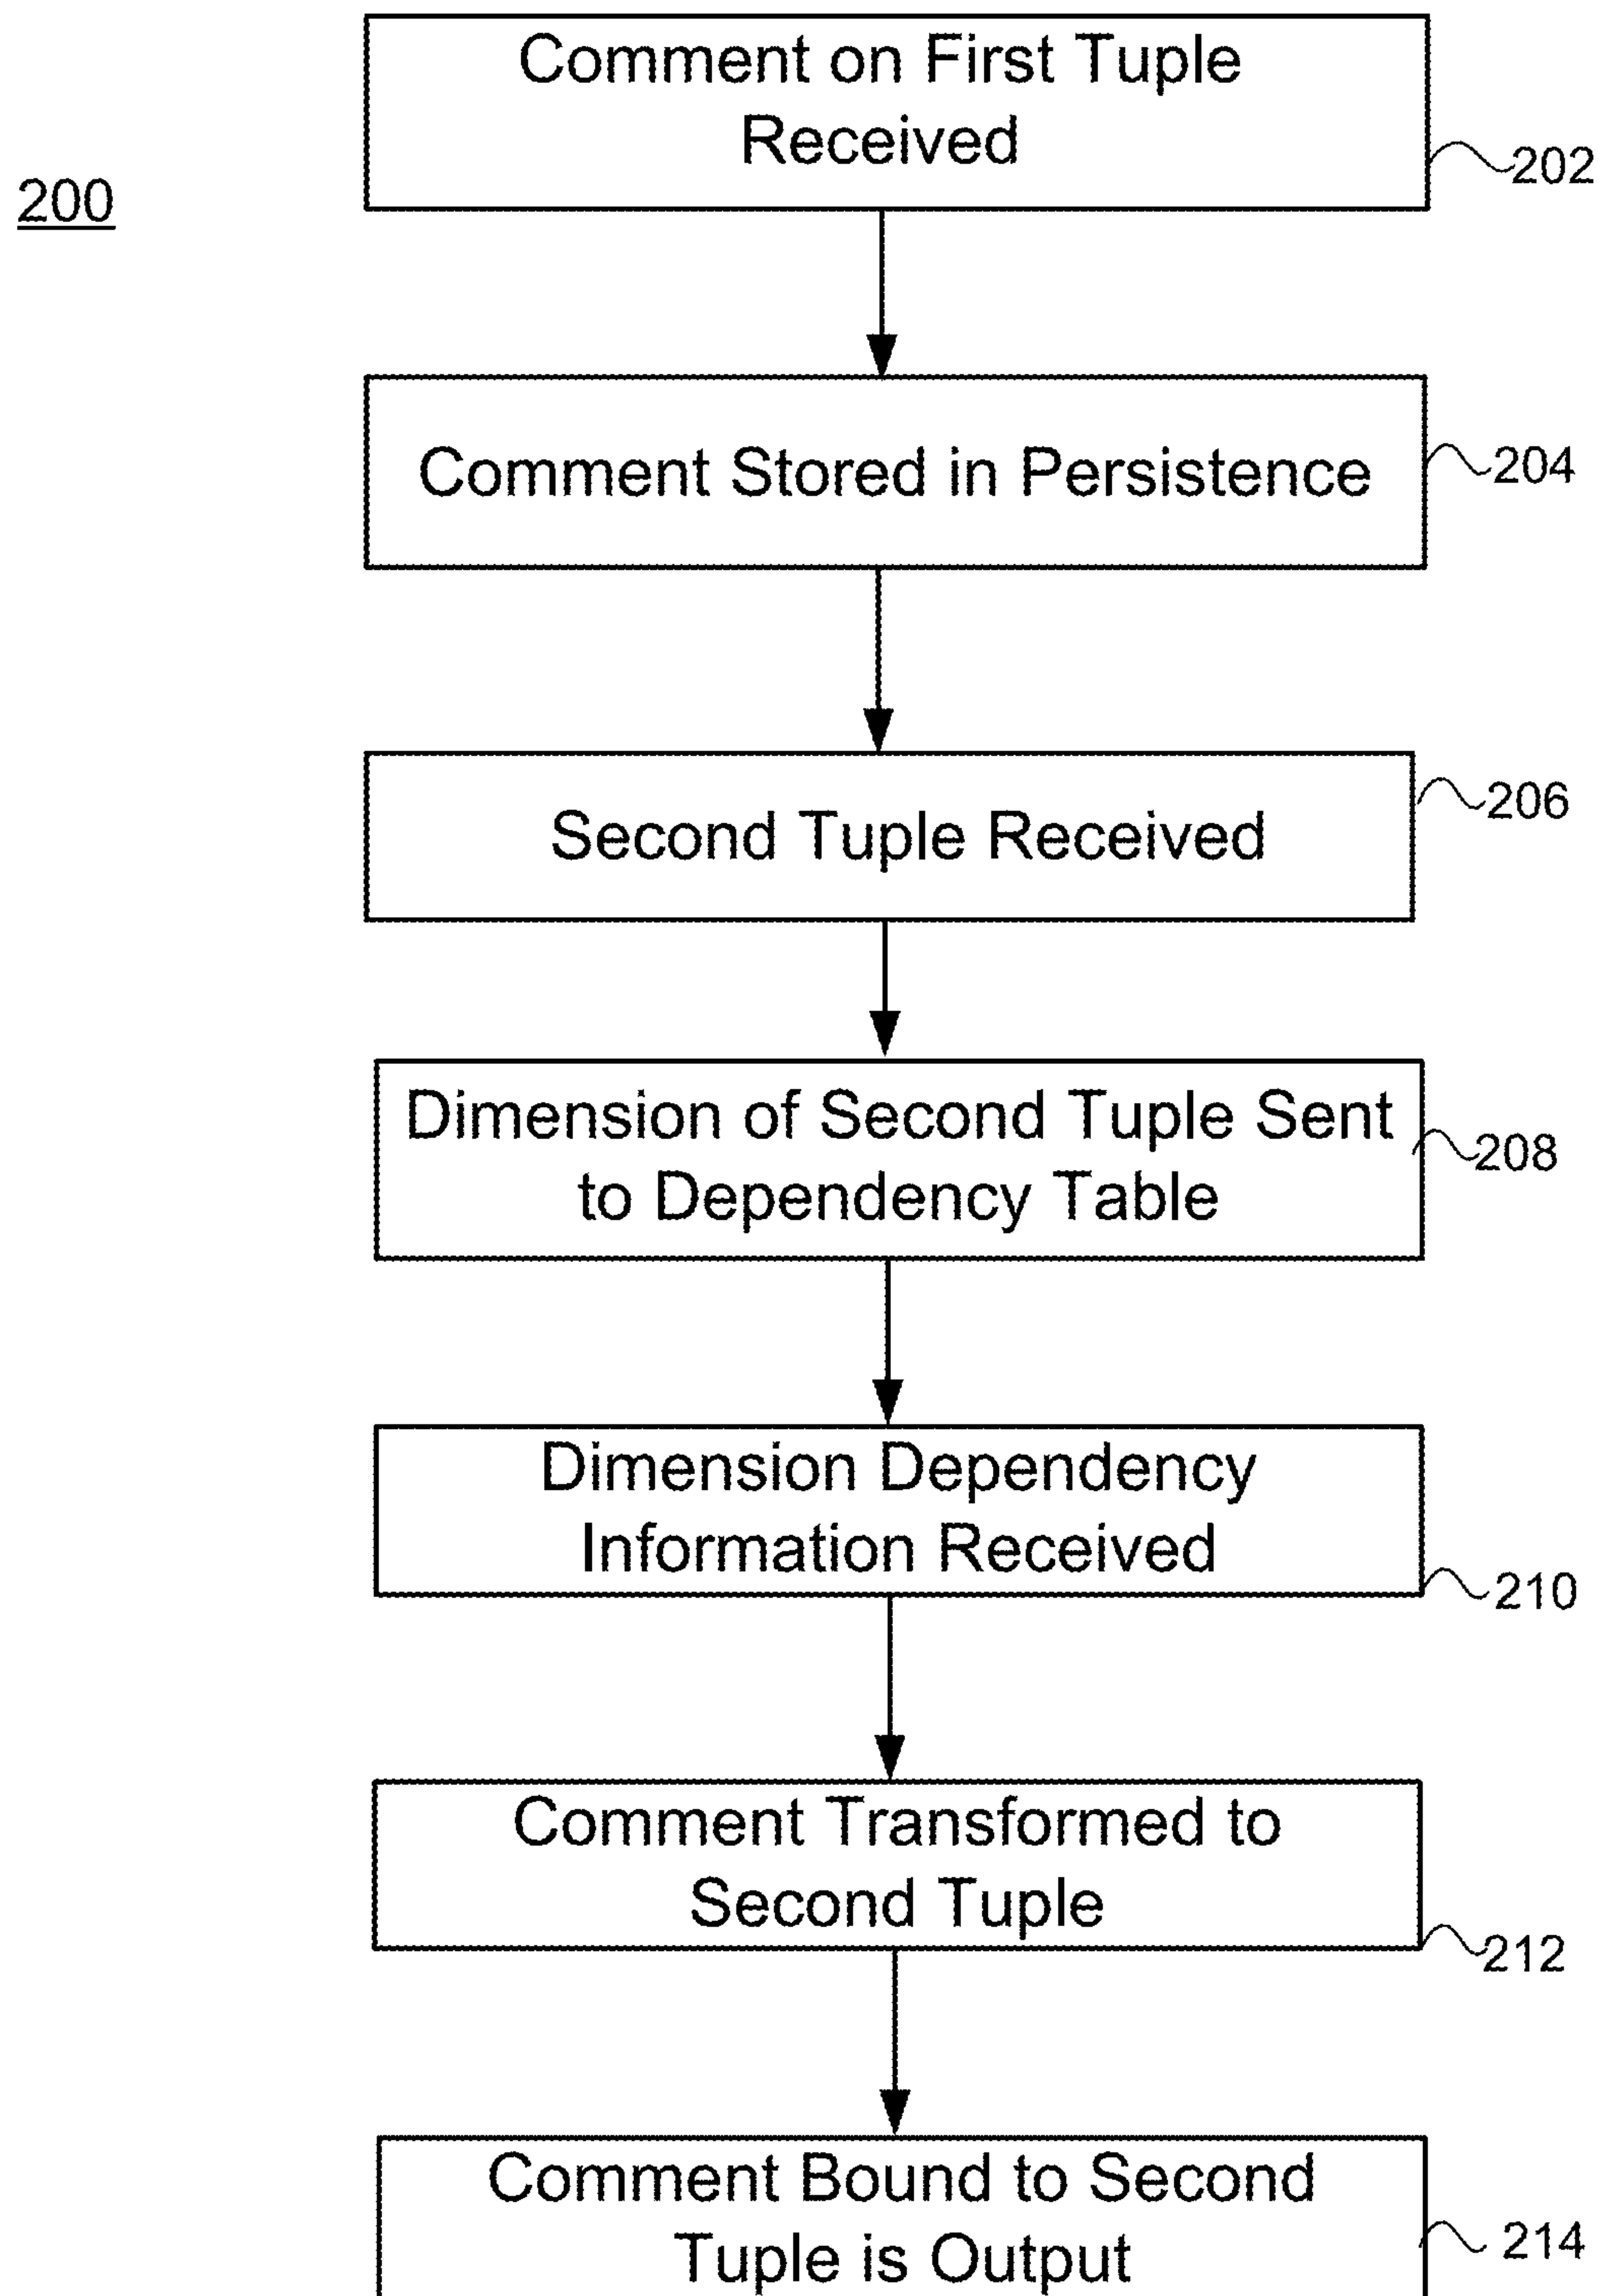 Comment on First Tuple
Received
202
200
Comment Stored in Persistence
204
Second Tuple Received
206
Dimension of Second Tuple Sent
to Dependency Table
208
Dimension Dependency
Information Received
210
Comment Transformed to
Second Tuple
212
Comment Bound to Second
Tuple is Output
214